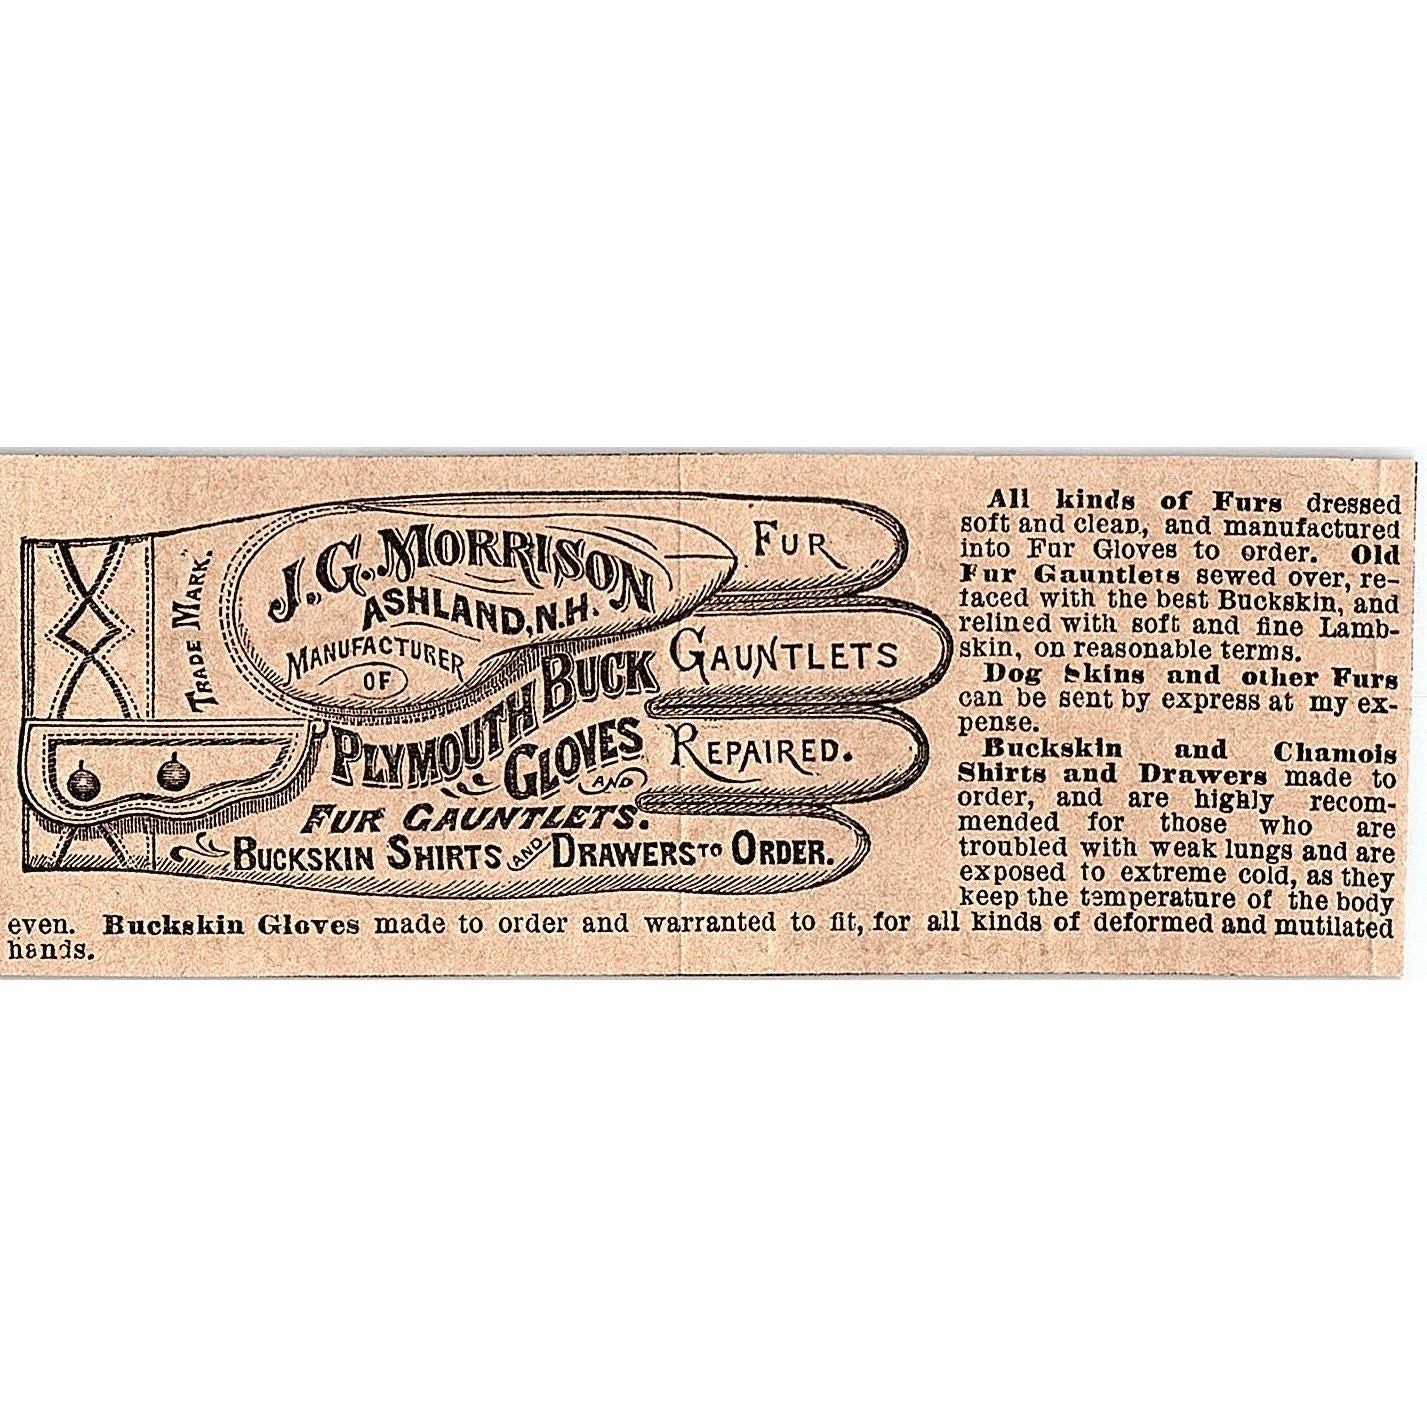 TRADE MARK.
J. G. MORRISON
ASHLAND, N.H.
MANUFACTURER
OF
PLYMOUTH BUCK
GLOVES
AND
FUR GAUNTLETS.
BUCKSKIN SHIRTS AND DRAWERS TO ORDER.
FUR
GAUNTLETS
REPAIRED.
All kinds of Furs dressed
soft and clean, and manufactured
into Fur Gloves to order. Old
Fur Gauntlets sewed over, re-
faced with the best Buckskin, and
relined with soft and fine Lamb-
skin, on reasonable terms.
Dog Skins and other Furs
can be sent by express at my ex-
pense.
Buckskin and Chamois
Shirts and Drawers made to
order, and are highly recom-
mended for those who are
troubled with weak lungs and are
exposed to extreme cold, as they
keep the temperature of the body
even. Buckskin Gloves made to order and warranted to fit, for all kinds of deformed and mutilated
hands.